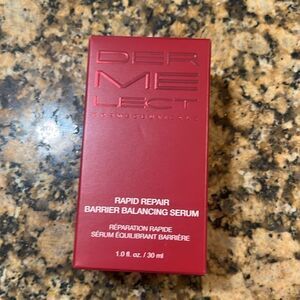 DER
ME
LECT
COSMECEUTICALS
RAPID REPAIR
BARRIER BALANCING SERUM
RÉPARATION RAPIDE
SÉRUM ÉQUILIBRANT BARRIÈRE
1.0 fl. oz. / 30 ml